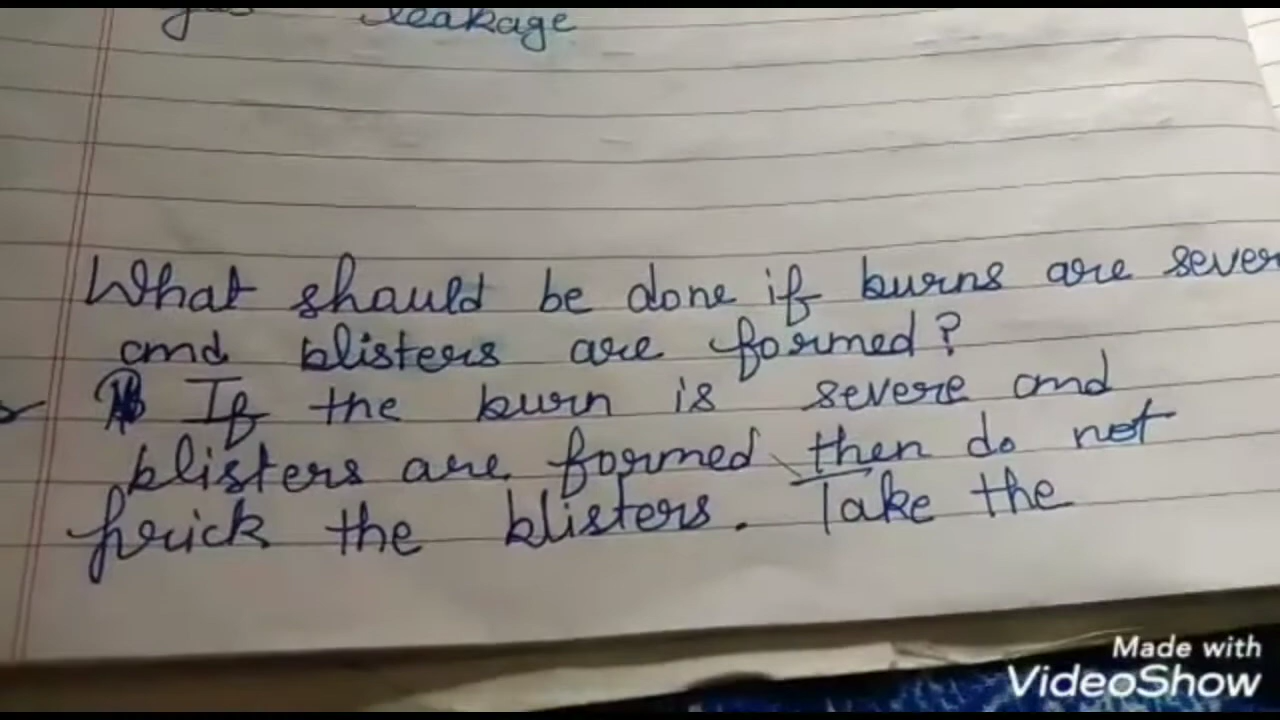 gas leakage
What should be done if burns are sever
and blisters are formed?
If the burn is severe and
blisters are formed then do not
prick the blisters. Take the
Made with
VideoShow